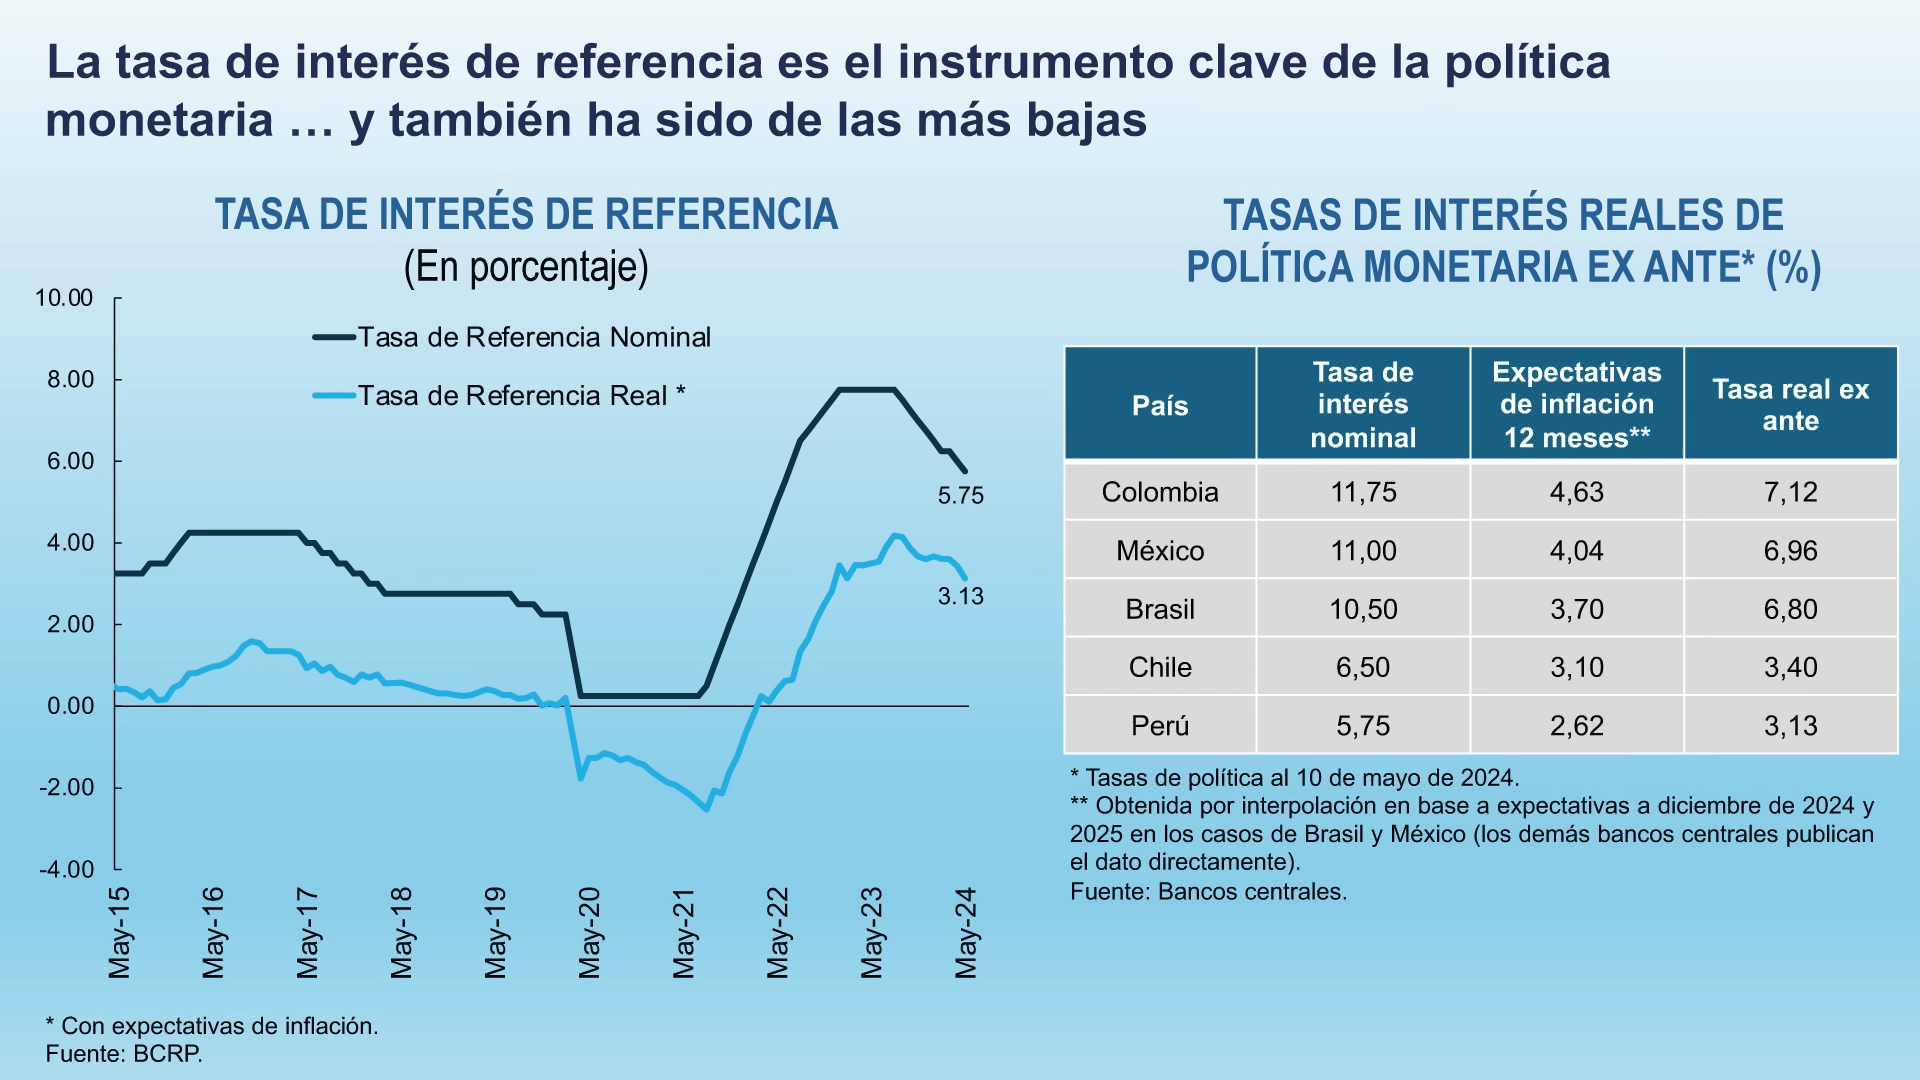 La tasa de interés de referencia es el instrumento clave de la política
monetaria … y también ha sido de las más bajas
TASA DE INTERÉS DE REFERENCIA
(En porcentaje)
10.00
8.00
6.00
4.00
2.00
0.00
-2.00
-4.00
Tasa de Referencia Nominal
Tasa de Referencia Real *
5.75
3.13
May-15
May-16
May-17
May-18
May-19
May-20
May-21
May-22
May-23
May-24
* Con expectativas de inflación.
Fuente: BCRP.
TASAS DE INTERÉS REALES DE
POLÍTICA MONETARIA EX ANTE* (%)
País
Tasa de
interés
nominal
Expectativas
de inflación
12 meses**
Tasa real ex
ante
Colombia 11,75 4,63 7,12
México 11,00 4,04 6,96
Brasil 10,50 3,70 6,80
Chile 6,50 3,10 3,40
Perú 5,75 2,62 3,13
* Tasas de política al 10 de mayo de 2024.
** Obtenida por interpolación en base a expectativas a diciembre de 2024 y
2025 en los casos de Brasil y México (los demás bancos centrales publican
el dato directamente).
Fuente: Bancos centrales.